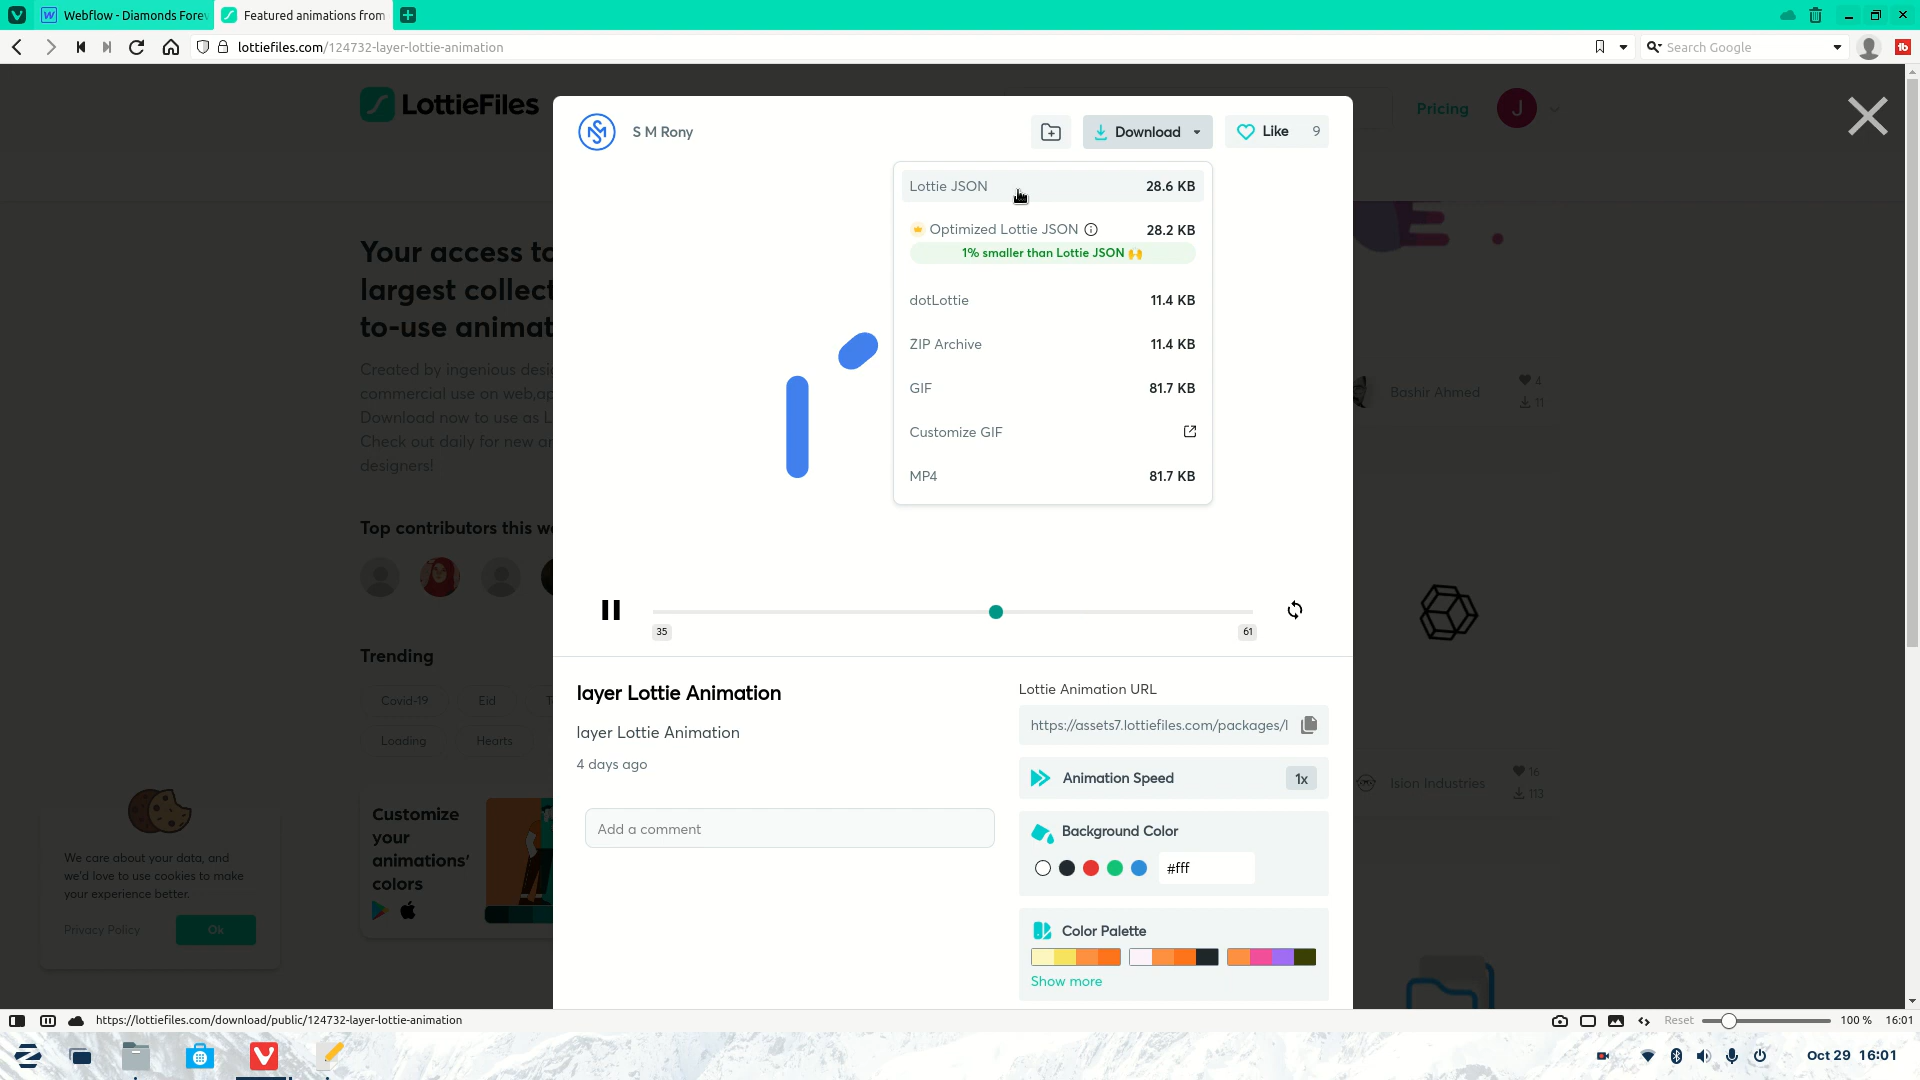 Webflow - Diamonds Forev
Featured animations from
lottiefiles.com/124732-layer-lottie-animation
Search Google
LottieFiles
Pricing
J
S M Rony
Download
Like 9
Lottie JSON 28.6 KB
Optimized Lottie JSON 28.2 KB
1% smaller than Lottie JSON 🙌
dotLottie 11.4 KB
ZIP Archive 11.4 KB
GIF 81.7 KB
Customize GIF
MP4 81.7 KB
Your access to
largest collect
to-use animat
Created by ingenious desi
commercial use on web,ap
Download now to use as L
Check out daily for new an
designers!
Bashir Ahmed
4
11
Top contributors this we
35
61
Trending
Covid-19
Eid
Loading
Hearts
layer Lottie Animation
layer Lottie Animation
4 days ago
Add a comment
Lottie Animation URL
https://assets7.lottiefiles.com/packages/l
Animation Speed 1x
Background Color
#fff
Color Palette
Show more
Ision Industries
16
113
Customize
your
animations'
colors
We care about your data, and
we'd love to use cookies to make
your experience better.
Privacy Policy
Ok
https://lottiefiles.com/download/public/124732-layer-lottie-animation
Reset
100 %
16:01
Oct 29 16:01